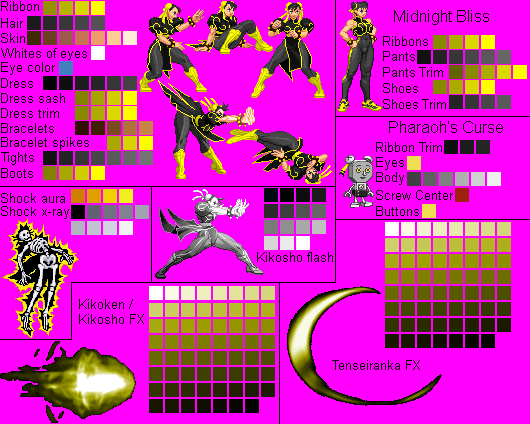 Ribbon
Hair
Skin
Whites of eyes
Eye color
Dress
Dress sash
Dress trim
Bracelets
Bracelet spikes
Tights
Boots
Midnight Bliss
Ribbons
Pants
Pants Trim
Shoes
Shoes Trim
Pharaoh's Curse
Ribbon Trim
Eyes
Body
Screw Center
Buttons
Shock aura
Shock x-ray
Kikosho flash
Kikoken /
Kikosho FX
Tenseiranka FX